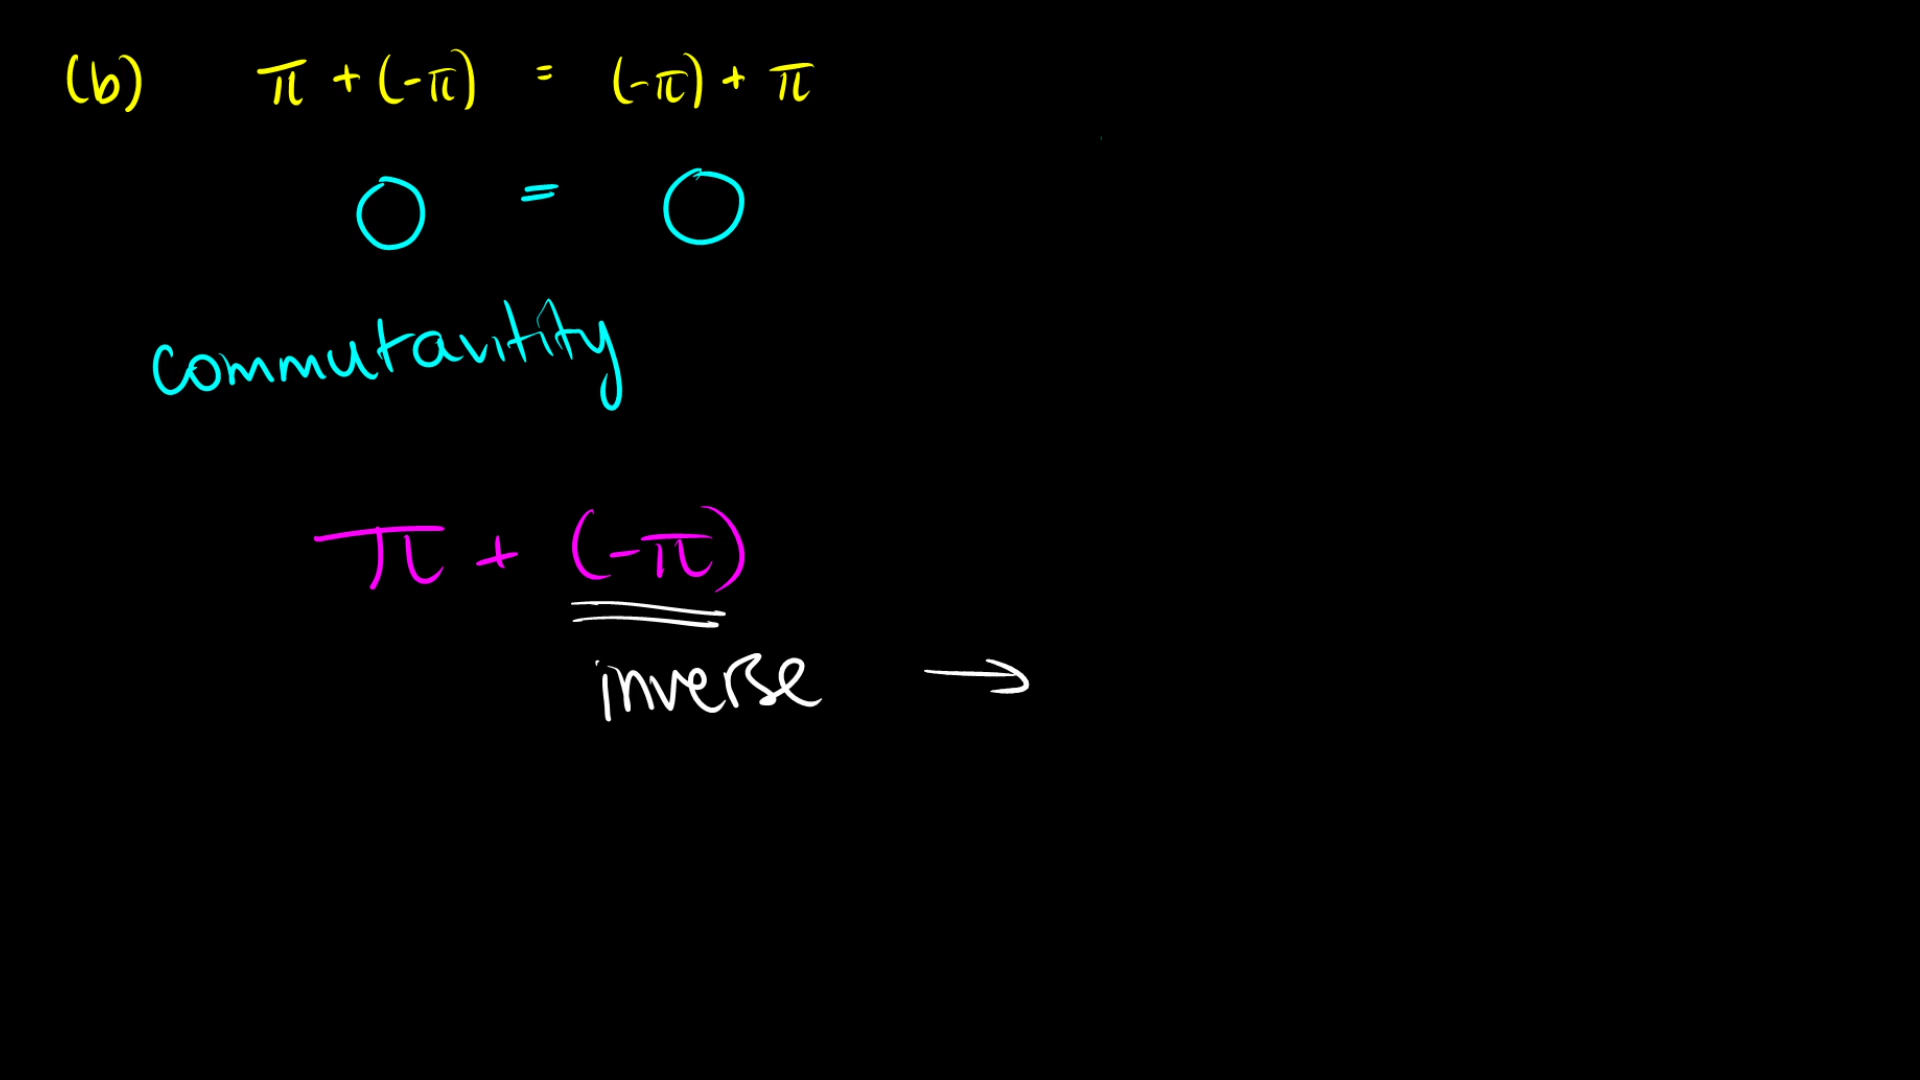 (b) π + (-π) = (-π) + π
0 = 0
Commutavitity
π + (-π)
inverse →